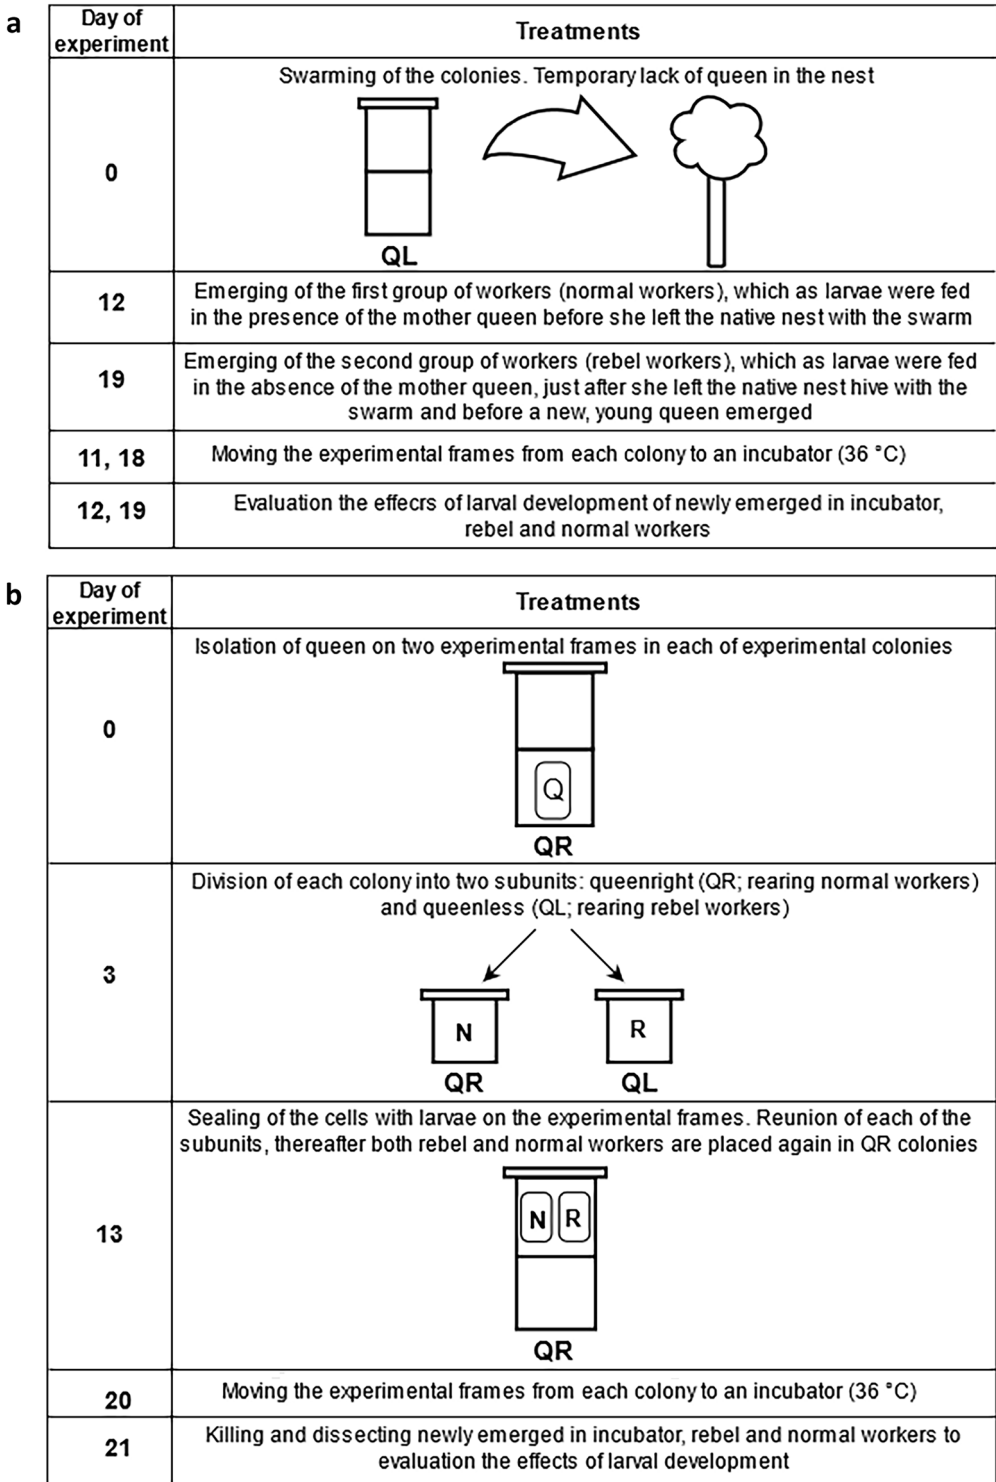 a
Day of
experiment
Treatments
0
Swarming of the colonies. Temporary lack of queen in the nest
QL
12
Emerging of the first group of workers (normal workers), which as larvae were fed
in the presence of the mother queen before she left the native nest with the swarm
19
Emerging of the second group of workers (rebel workers), which as larvae were fed
in the absence of the mother queen, just after she left the native nest hive with the
swarm and before a new, young queen emerged
11, 18
Moving the experimental frames from each colony to an incubator (36 °C)
12, 19
Evaluation the effecrs of larval development of newly emerged in incubator,
rebel and normal workers
b
Day of
experiment
Treatments
0
Isolation of queen on two experimental frames in each of experimental colonies
Q
QR
3
Division of each colony into two subunits: queenright (QR; rearing normal workers)
and queenless (QL; rearing rebel workers)
N R
QR QL
13
Sealing of the cells with larvae on the experimental frames. Reunion of each of the
subunits, thereafter both rebel and normal workers are placed again in QR colonies
N R
QR
20
Moving the experimental frames from each colony to an incubator (36 °C)
21
Killing and dissecting newly emerged in incubator, rebel and normal workers to
evaluation the effects of larval development